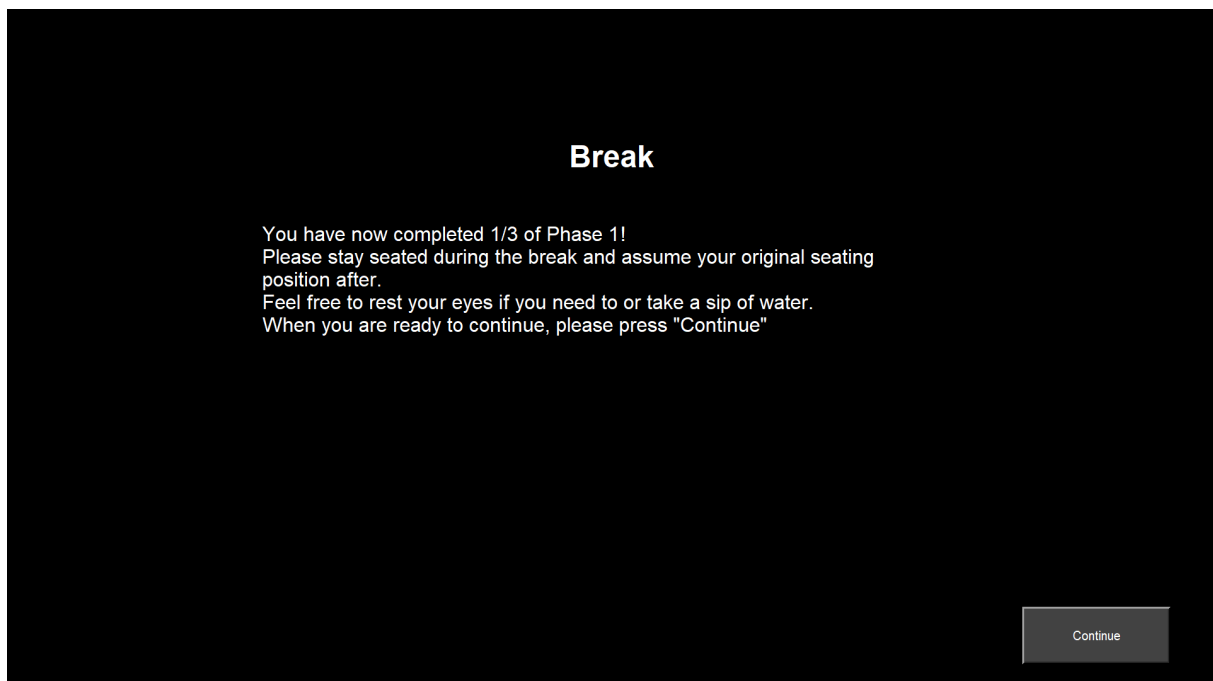 Break
You have now completed 1/3 of Phase 1!
Please stay seated during the break and assume your original seating
position after.
Feel free to rest your eyes if you need to or take a sip of water.
When you are ready to continue, please press "Continue"
Continue